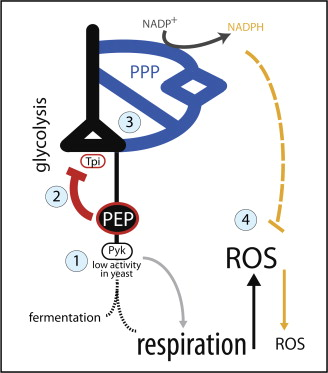 NADP+
NADPH
PPP
glycolysis
3
Tpi
2
PEP
4
Pyk
1
low activity
in yeast
ROS
fermentation
respiration
ROS